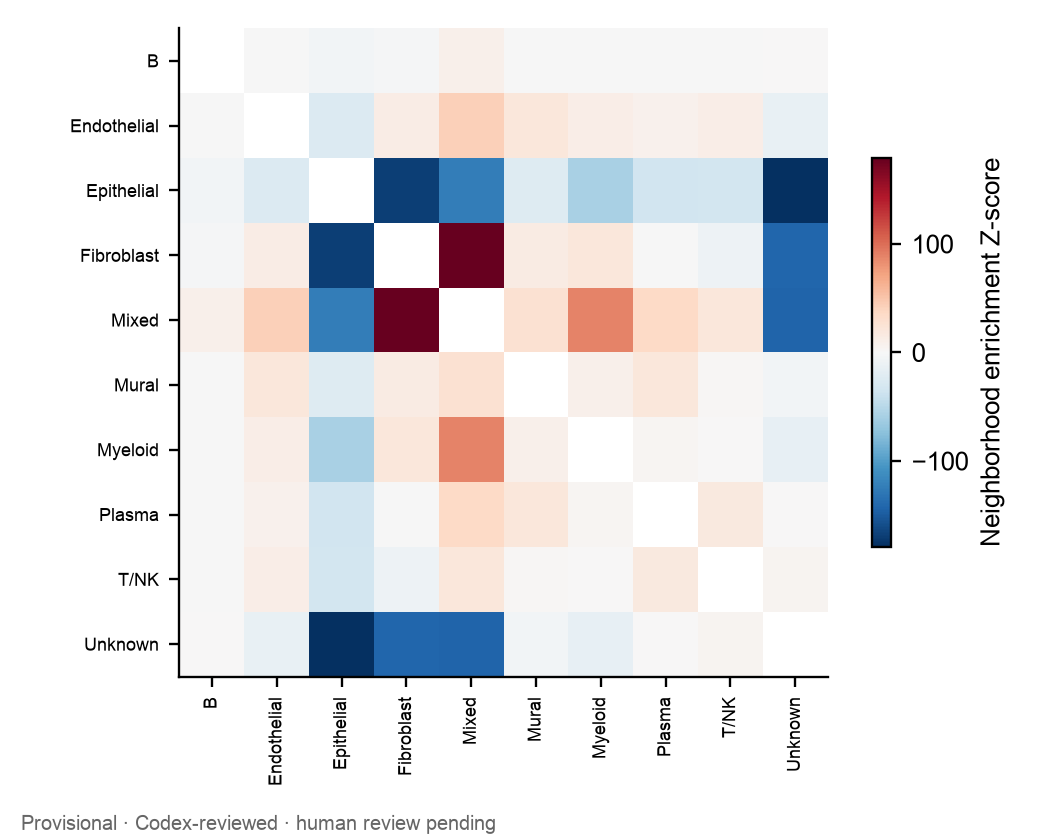 B
Endothelial
Epithelial
Fibroblast
Mixed
Mural
Myeloid
Plasma
T/NK
Unknown
B
Endothelial
Epithelial
Fibroblast
Mixed
Mural
Myeloid
Plasma
T/NK
Unknown
100
0
−100
Neighborhood enrichment Z-score
Provisional · Codex-reviewed · human review pending